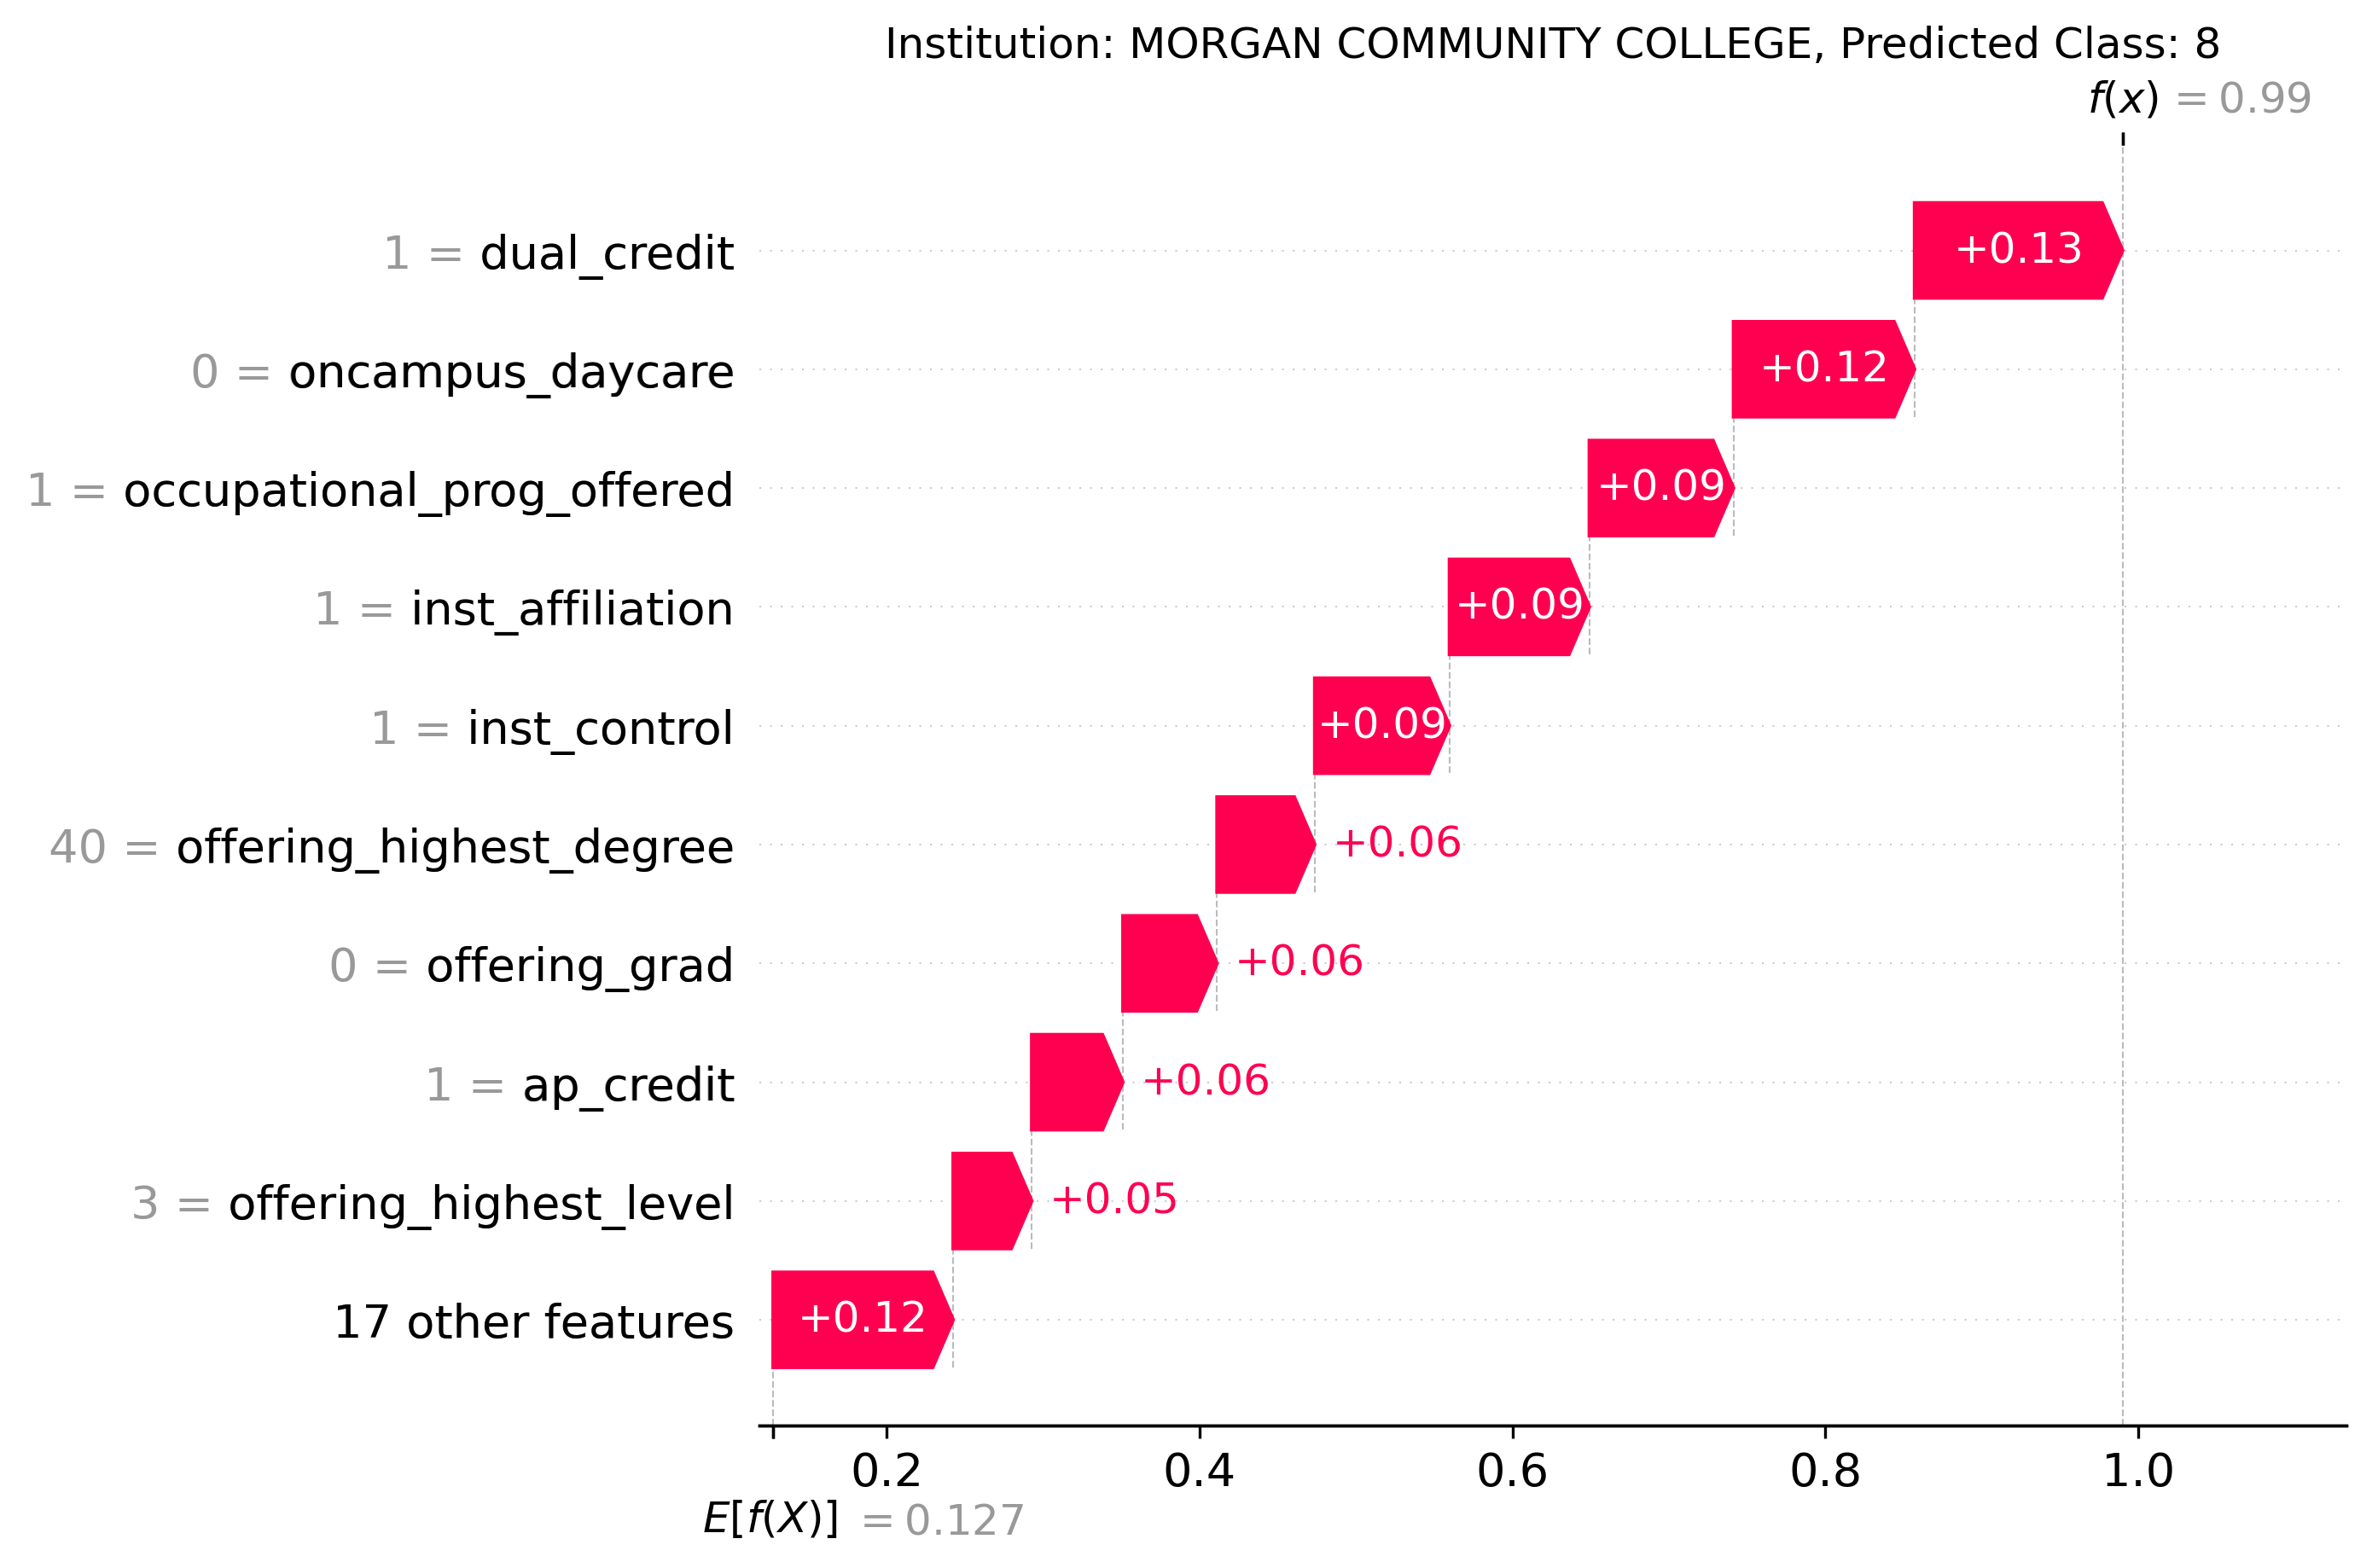 Institution: MORGAN COMMUNITY COLLEGE, Predicted Class: 8
f(x) = 0.99
1 = dual_credit +0.13
0 = oncampus_daycare +0.12
1 = occupational_prog_offered +0.09
1 = inst_affiliation +0.09
1 = inst_control +0.09
40 = offering_highest_degree +0.06
0 = offering_grad +0.06
1 = ap_credit +0.06
3 = offering_highest_level +0.05
17 other features +0.12
0.2 0.4 0.6 0.8 1.0
E[f(X)] = 0.127